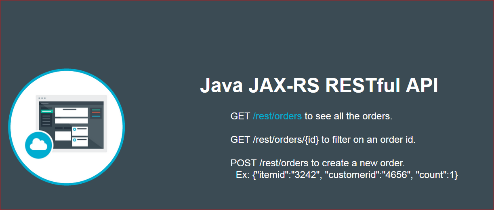 Java JAX-RS RESTful API
GET /rest/orders to see all the orders.
GET /rest/orders/{id} to filter on an order id.
POST /rest/orders to create a new order.
Ex: {"itemid":"3242", "customerid":"4656", "count":1}